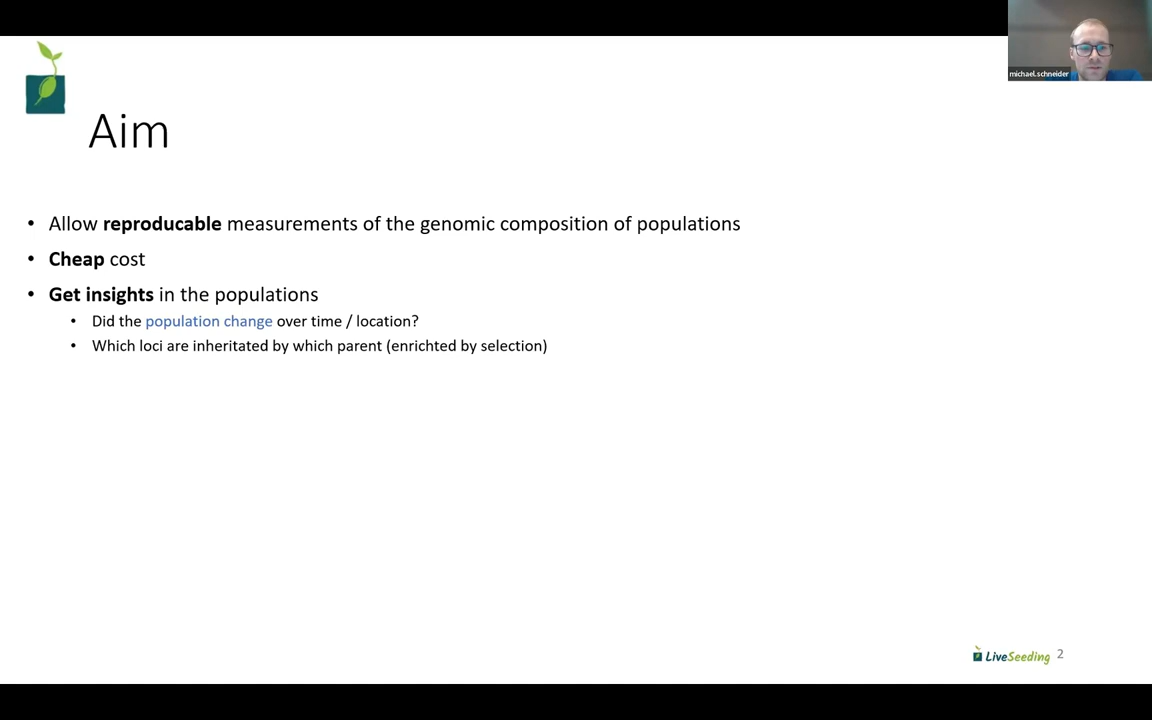 michael.schneider
Aim
• Allow reproducable measurements of the genomic composition of populations
• Cheap cost
• Get insights in the populations
• Did the population change over time / location?
• Which loci are inheritated by which parent (enrichted by selection)
LiveSeeding 2